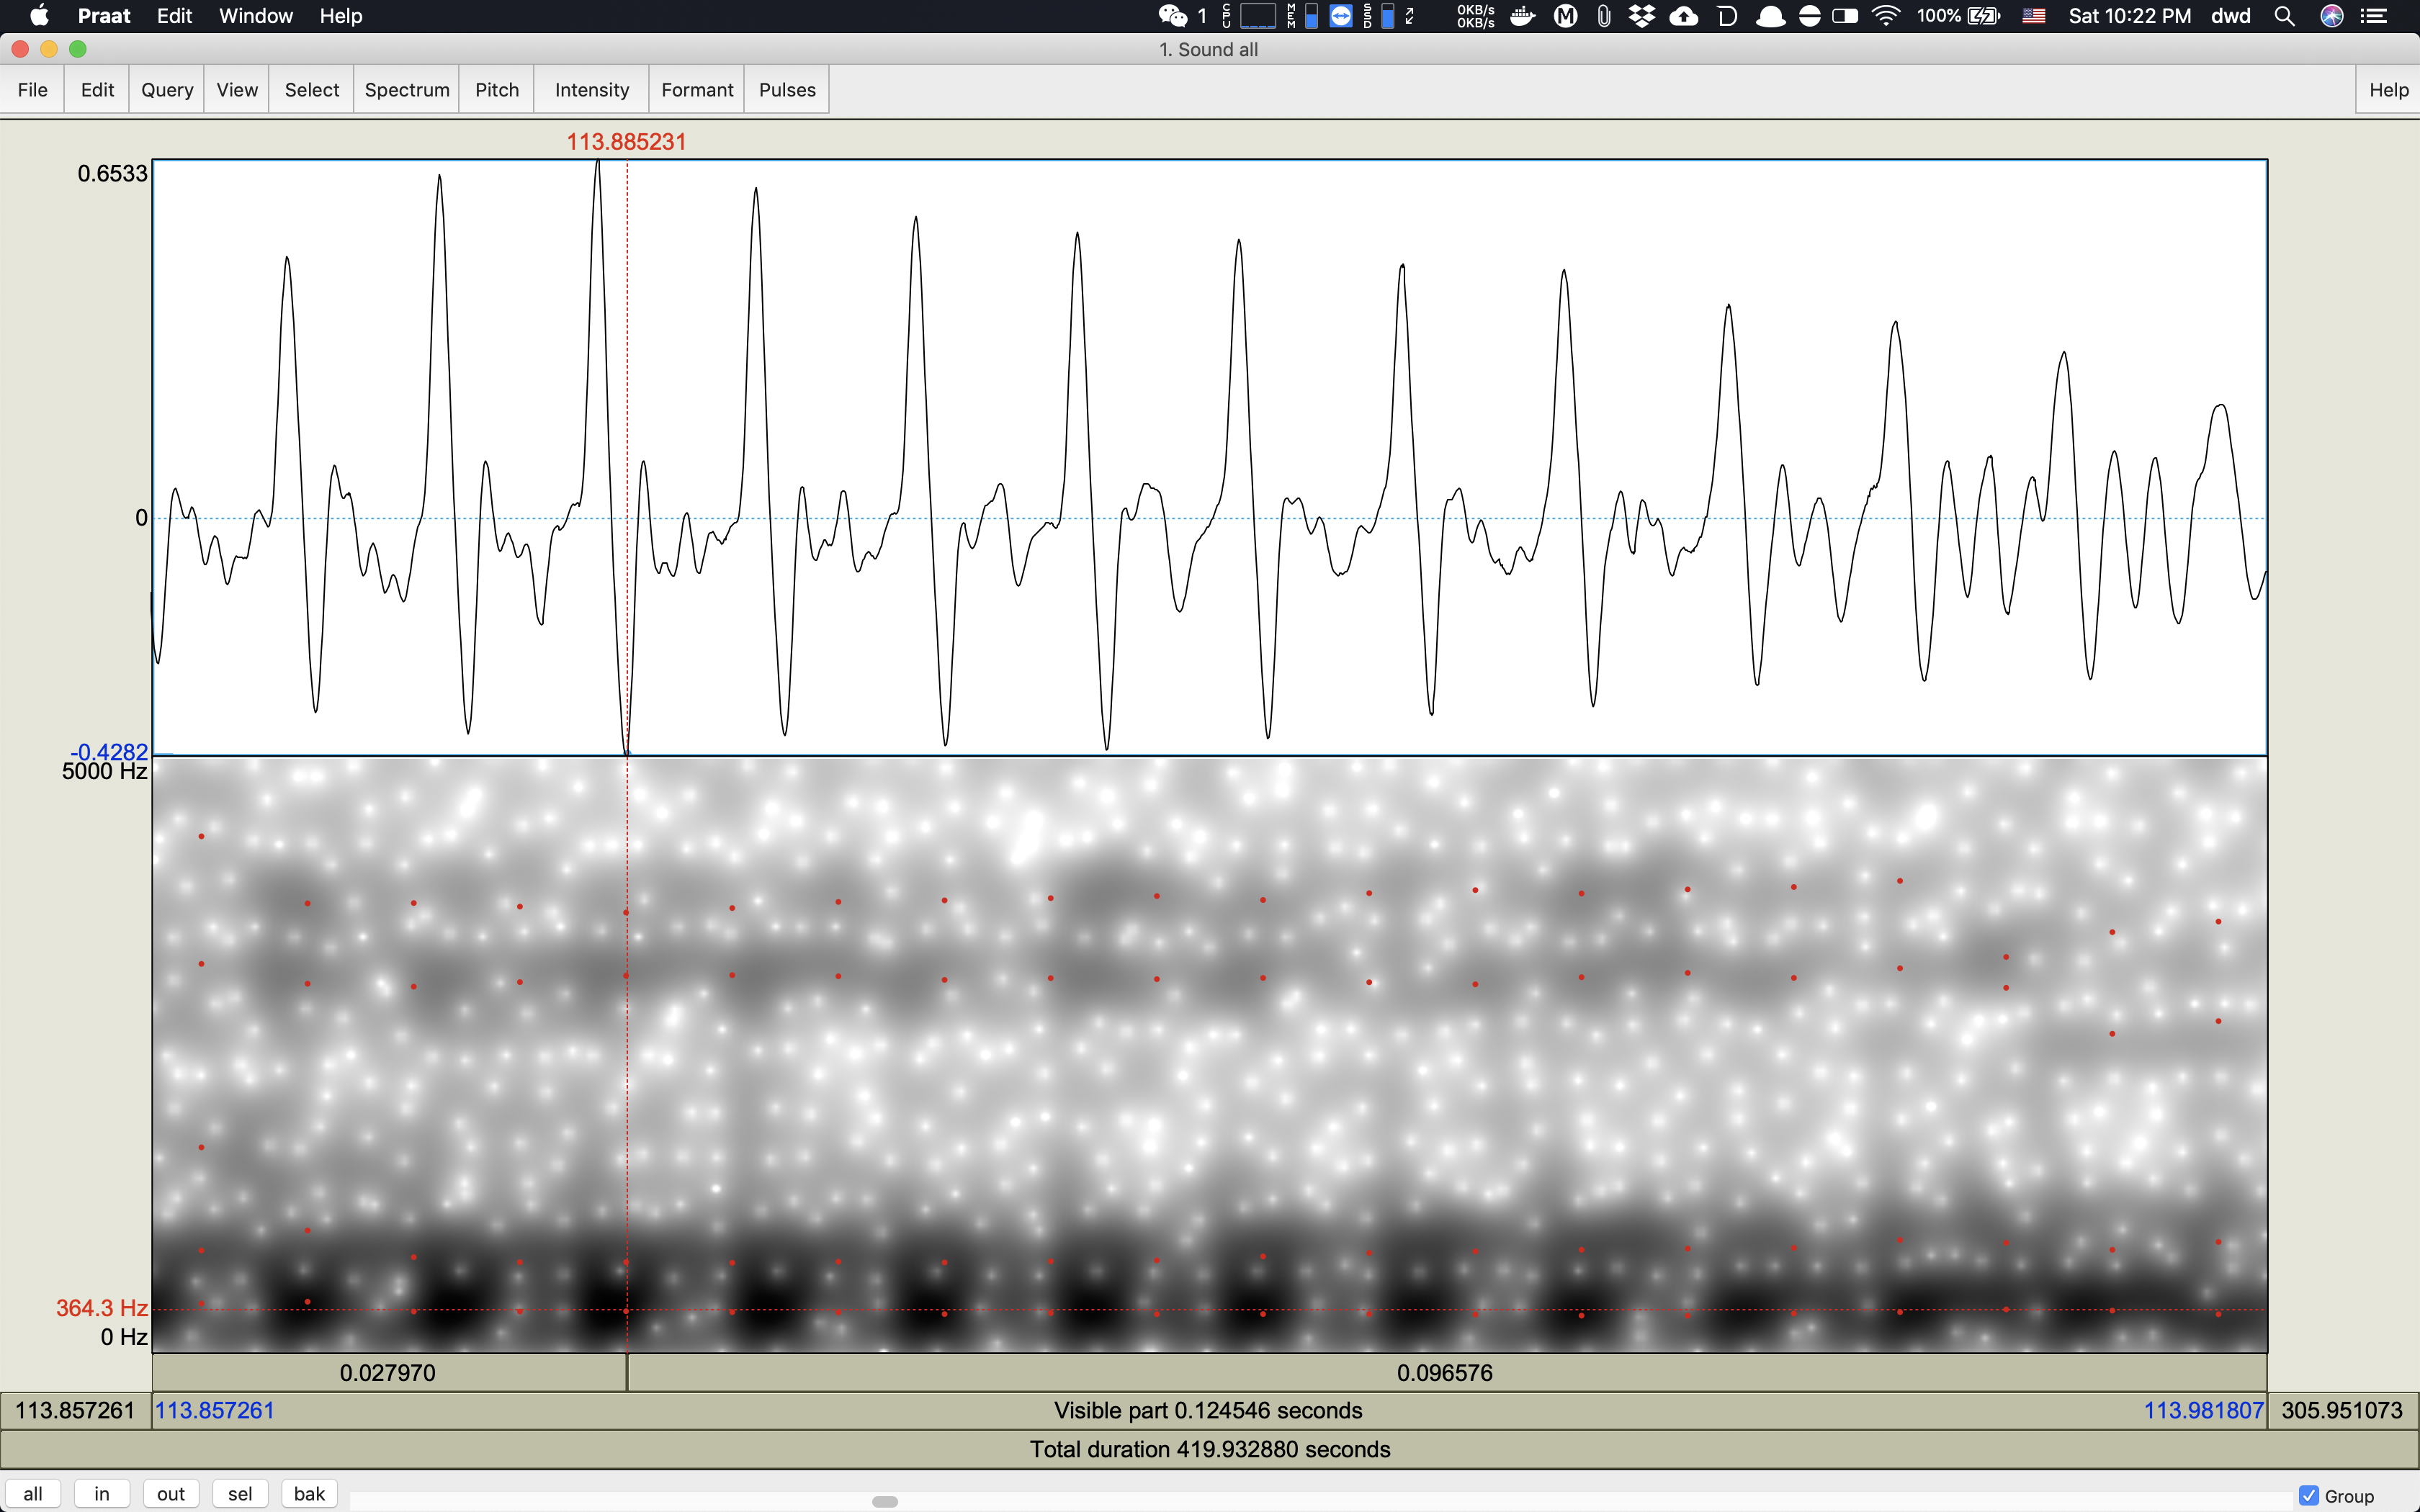 Praat Edit Window Help 1 CPU MEM SSD 0KB/s 0KB/s 100% Sat 10:22 PM dwd
1. Sound all
File Edit Query View Select Spectrum Pitch Intensity Formant Pulses Help
113.885231
0.6533
0
-0.4282
5000 Hz
364.3 Hz
0 Hz
0.027970 0.096576
113.857261 113.857261 Visible part 0.124546 seconds 113.981807 305.951073
Total duration 419.932880 seconds
all in out sel bak Group